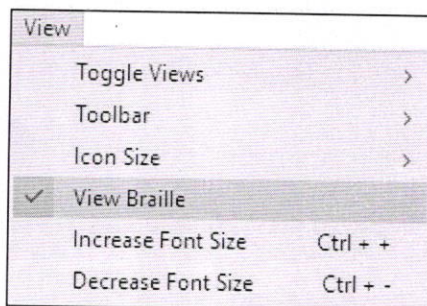 View
Toggle Views >
Toolbar >
Icon Size >
✓ View Braille
Increase Font Size Ctrl + +
Decrease Font Size Ctrl + -